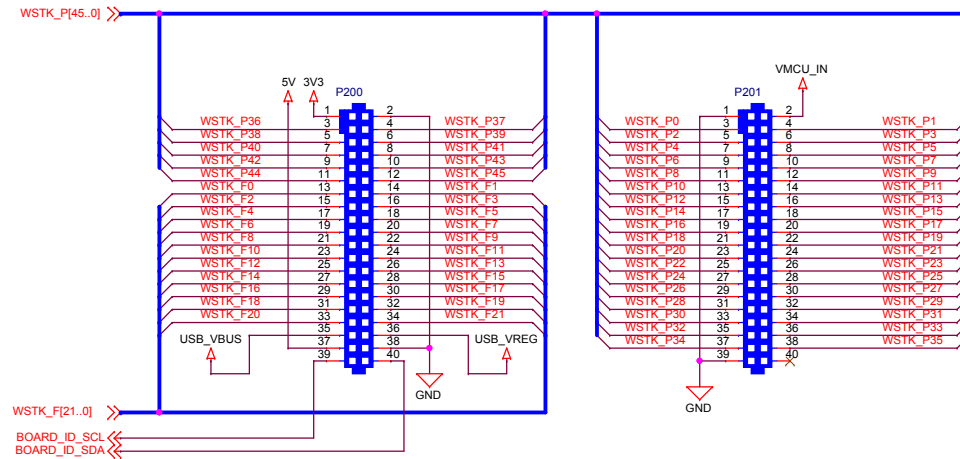 WSTK_P[45..0]
5V 3V3 P200
1 2
WSTK_P36 3 4 WSTK_P37
WSTK_P38 5 6 WSTK_P39
WSTK_P40 7 8 WSTK_P41
WSTK_P42 9 10 WSTK_P43
WSTK_P44 11 12 WSTK_P45
WSTK_F0 13 14 WSTK_F1
WSTK_F2 15 16 WSTK_F3
WSTK_F4 17 18 WSTK_F5
WSTK_F6 19 20 WSTK_F7
WSTK_F8 21 22 WSTK_F9
WSTK_F10 23 24 WSTK_F11
WSTK_F12 25 26 WSTK_F13
WSTK_F14 27 28 WSTK_F15
WSTK_F16 29 30 WSTK_F17
WSTK_F18 31 32 WSTK_F19
WSTK_F20 33 34 WSTK_F21
35 36
USB_VBUS 37 38 USB_VREG
39 40
GND
WSTK_F[21..0]
BOARD_ID_SCL
BOARD_ID_SDA
VMCU_IN
P201
1 2
WSTK_P0 3 4 WSTK_P1
WSTK_P2 5 6 WSTK_P3
WSTK_P4 7 8 WSTK_P5
WSTK_P6 9 10 WSTK_P7
WSTK_P8 11 12 WSTK_P9
WSTK_P10 13 14 WSTK_P11
WSTK_P12 15 16 WSTK_P13
WSTK_P14 17 18 WSTK_P15
WSTK_P16 19 20 WSTK_P17
WSTK_P18 21 22 WSTK_P19
WSTK_P20 23 24 WSTK_P21
WSTK_P22 25 26 WSTK_P23
WSTK_P24 27 28 WSTK_P25
WSTK_P26 29 30 WSTK_P27
WSTK_P28 31 32 WSTK_P29
WSTK_P30 33 34 WSTK_P31
WSTK_P32 35 36 WSTK_P33
WSTK_P34 37 38 WSTK_P35
39 40
GND